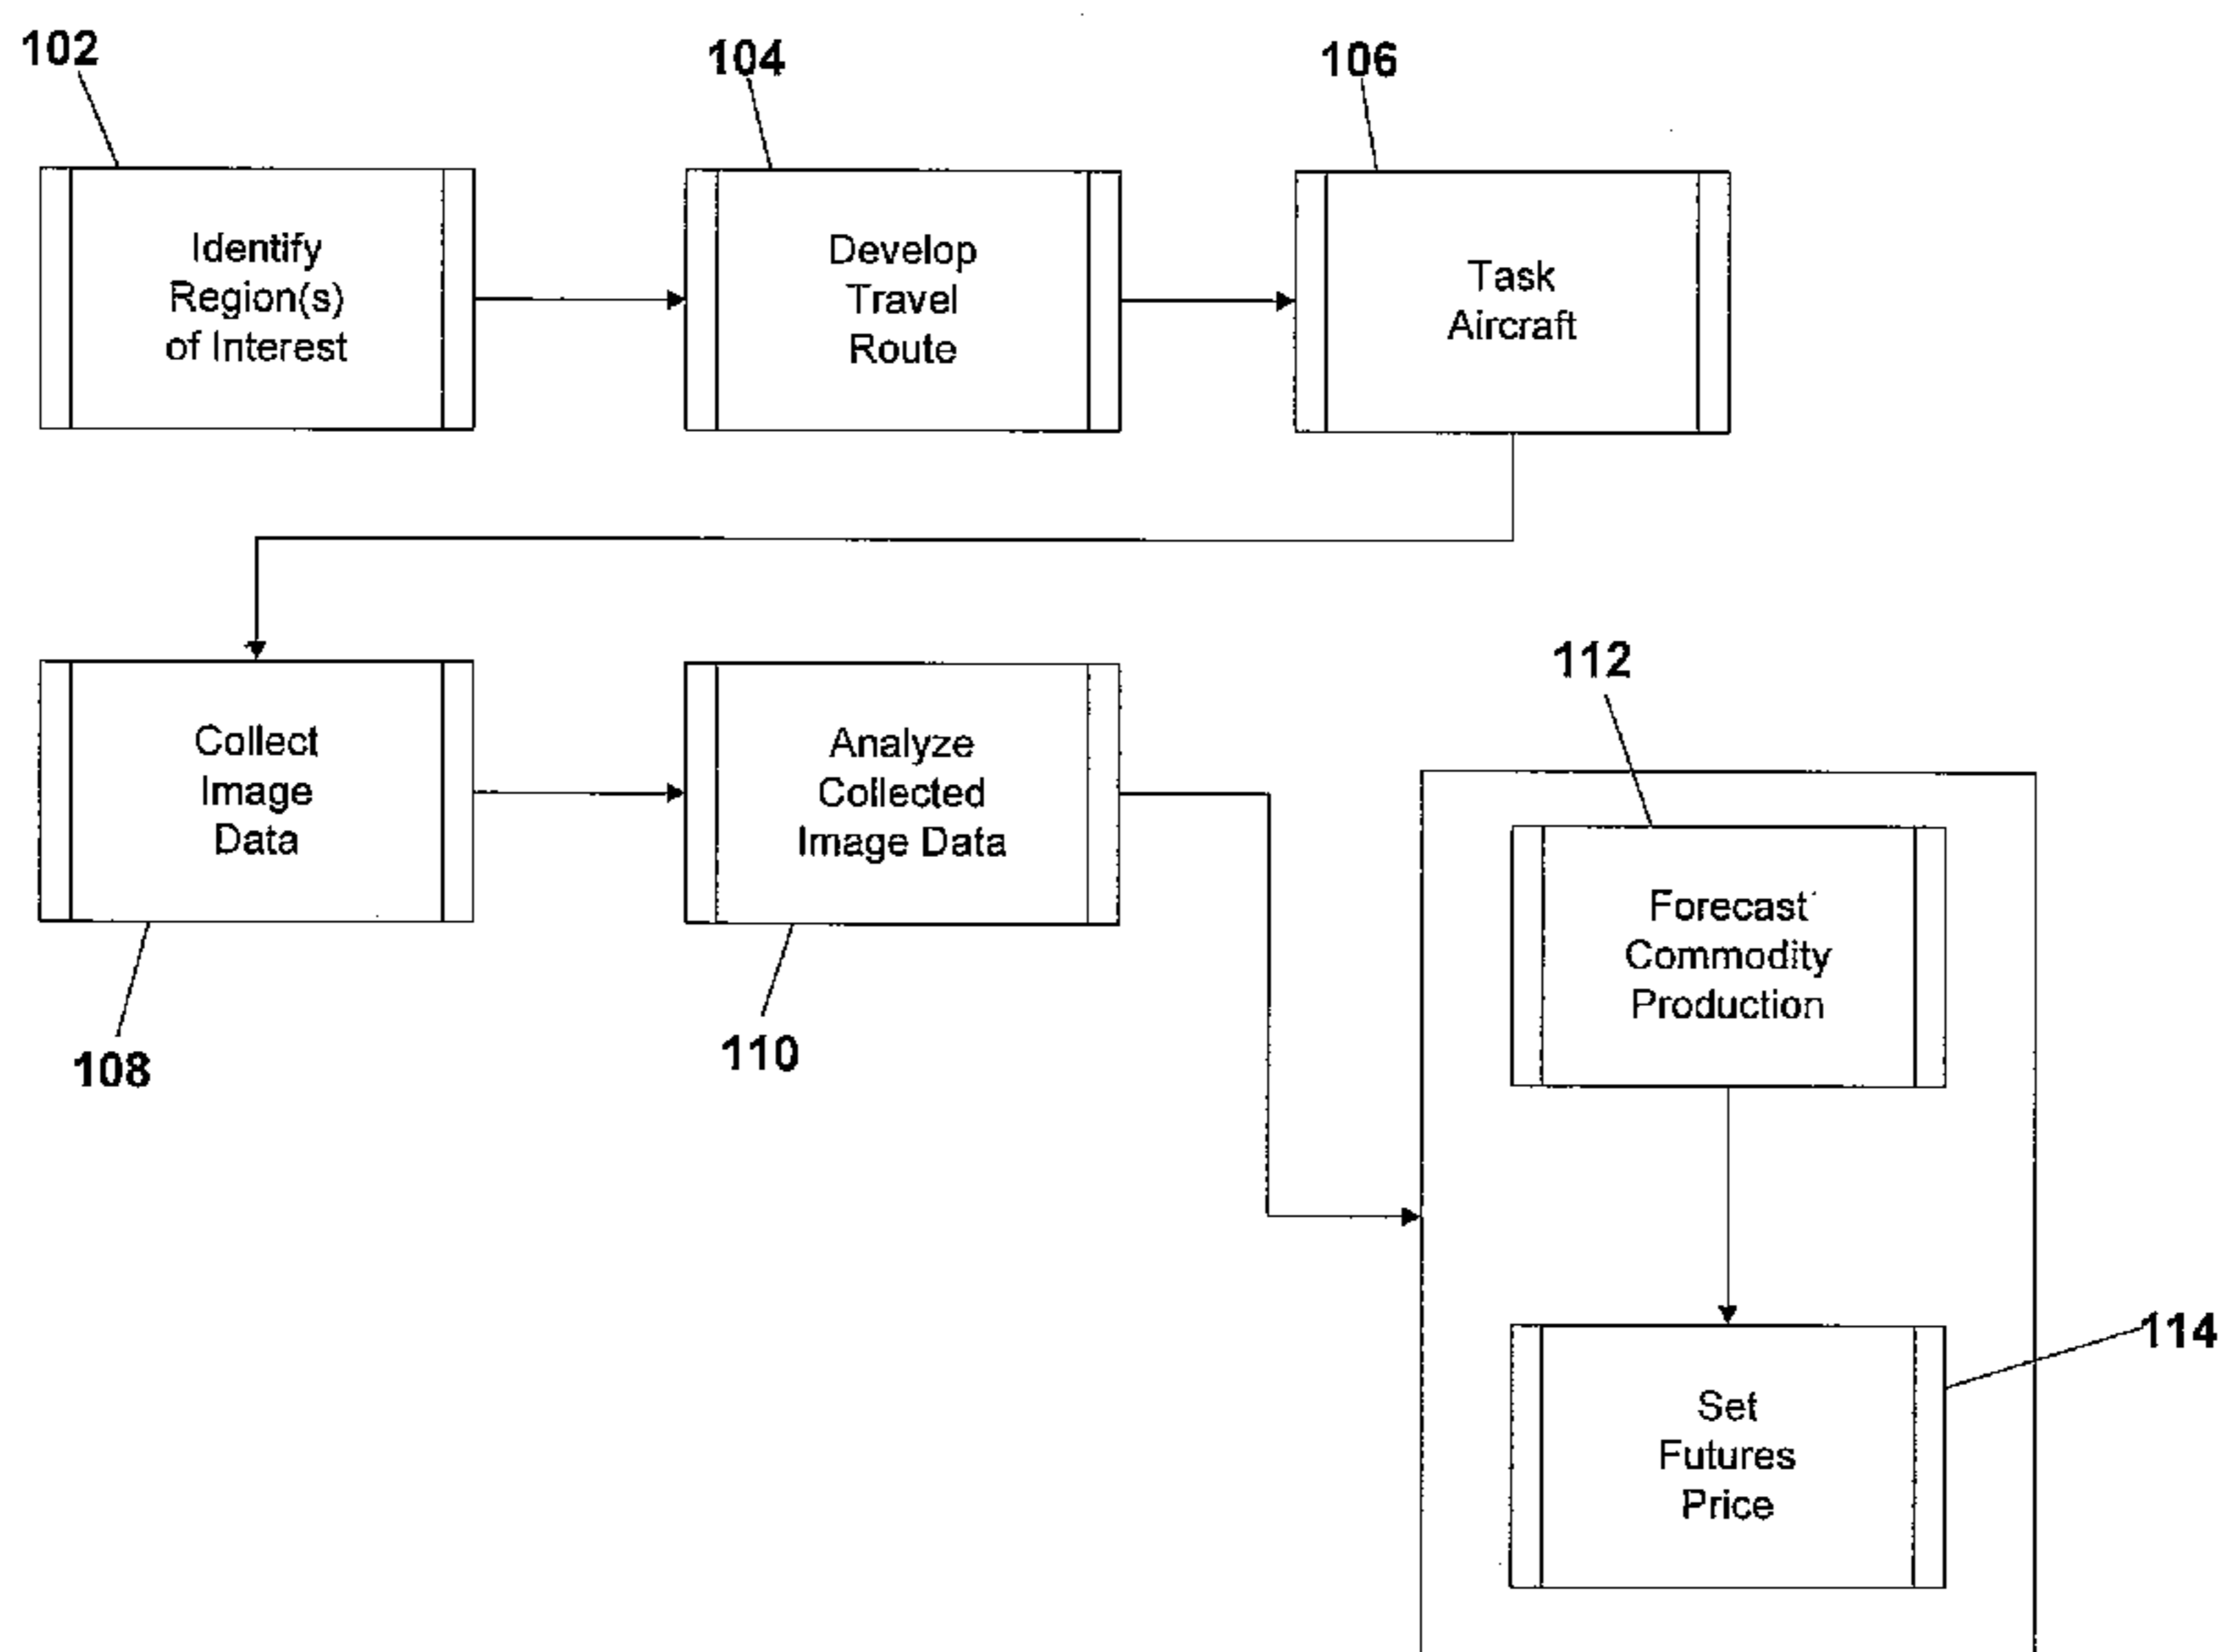 102
104
106
Identify
Region(s)
of Interest
Develop
Travel
Route
Task
Aircraft
Collect
Image
Data
Analyze
Collected
Image Data
108
110
112
Forecast
Commodity
Production
114
Set
Futures
Price